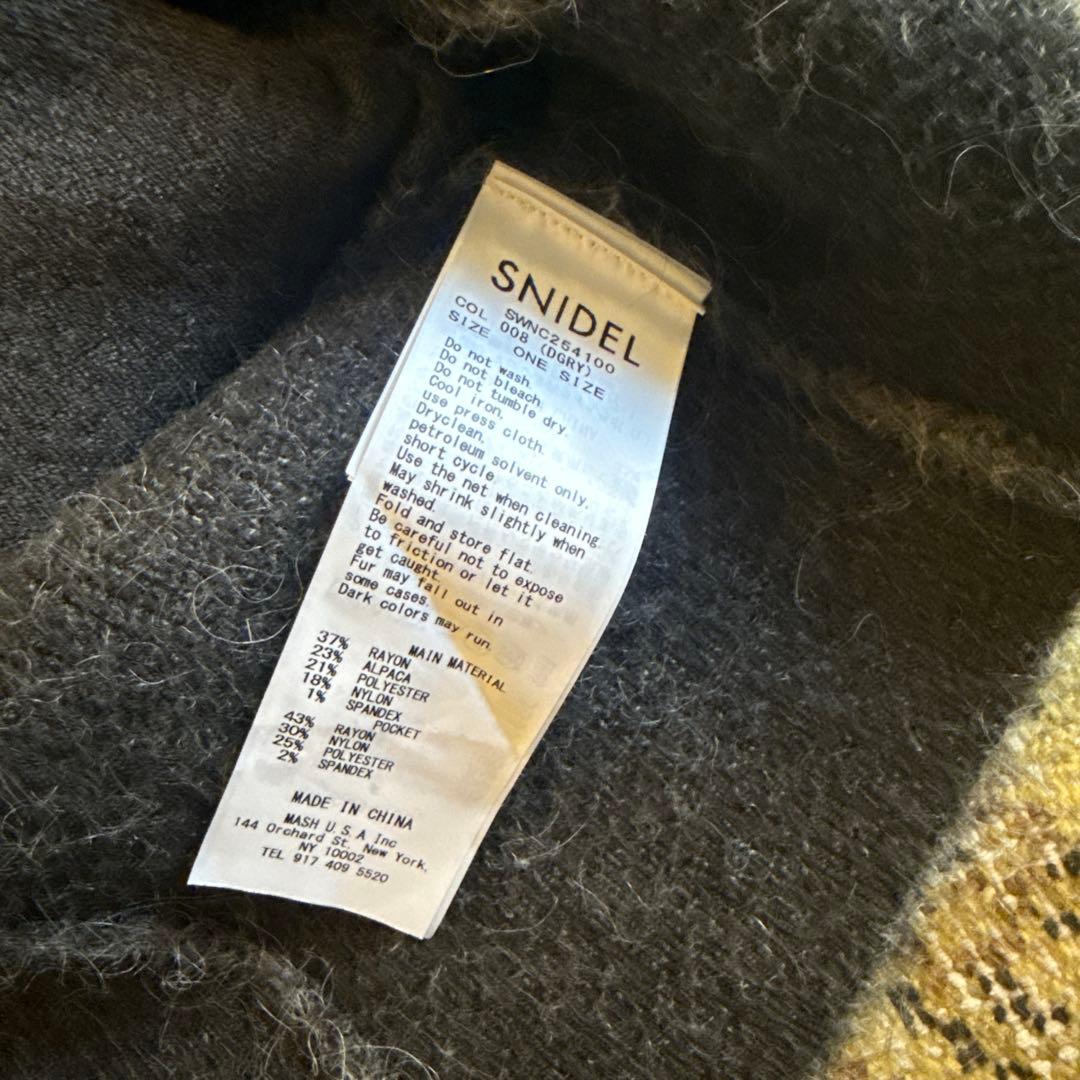 SNIDEL
SWNC254100
COL 008 (DGRY)
SIZE ONE SIZE
Do not wash.
Do not bleach.
Do not tumble dry.
Cool iron.
use press cloth.
Dryclean.
petroleum solvent only.
short cycle
Use the net when cleaning.
May shrink slightly when
washed.
Fold and store flat.
Be careful not to expose
to friction or let it
get caught.
Fur may fall out in
some cases.
Dark colors may run.
MAIN MATERIAL
37% RAYON
23% ALPACA
21% POLYESTER
18% NYLON
1% SPANDEX
POCKET
43% RAYON
30% NYLON
25% POLYESTER
2% SPANDEX
MADE IN CHINA
MASH U.S.A Inc
144 Orchard St. New York,
NY 10002
TEL 917 409 5520